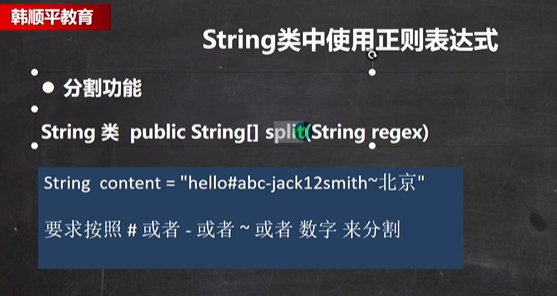 韩顺平教育
String类中使用正则表达式
● 分割功能
String 类 public String[] split(String regex)
String content = "hello#abc-jack12smith~北京"
要求按照 # 或者 - 或者 ~ 或者 数字 来分割